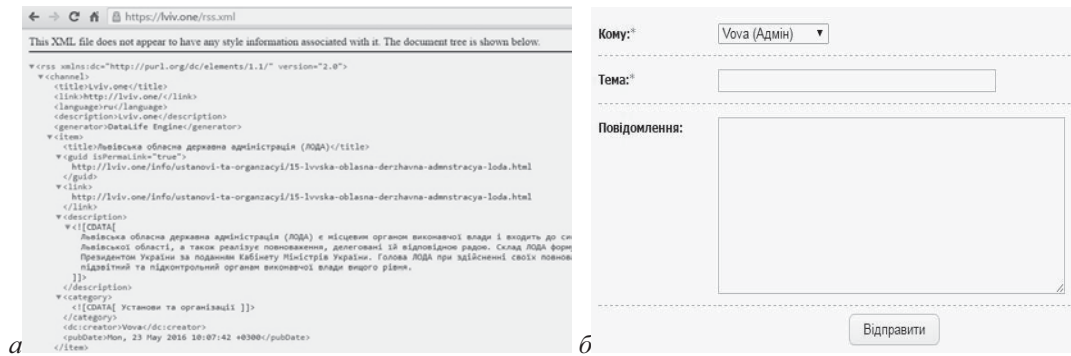 https://lviv.one/rss.xml
This XML file does not appear to have any style information associated with it. The document tree is shown below.
▼<rss xmlns:dc="http://purl.org/dc/elements/1.1/" version="2.0">
▼<channel>
<title>Lviv.one</title>
<link>http://lviv.one/</link>
<language>ru</language>
<description>Lviv.one</description>
<generator>DataLife Engine</generator>
▼<item>
<title>Львівська обласна державна адміністрація (ЛОДА)</title>
▼<guid isPermaLink="true">
http://lviv.one/info/ustanovi-ta-organzacyi/15-lvvska-oblasna-derzhavna-admnstracya-loda.html
</guid>
▼<link>
http://lviv.one/info/ustanovi-ta-organzacyi/15-lvvska-oblasna-derzhavna-admnstracya-loda.html
</link>
▼<description>
▼<![CDATA[
Львівська обласна державна адміністрація (ЛОДА) є місцевим органом виконавчої влади і входить до си
Львівської області, а також реалізує повноваження, делеговані їй відповідною радою. Склад ЛОДА форм
Президентом України за поданням Кабінету Міністрів України. Голова ЛОДА при здійсненні своїх повнова
підзвітний та підконтрольний органам виконавчої влади вищого рівня.
]]>
</description>
▼<category>
<![CDATA[ Установи та організації ]]>
</category>
<dc:creator>Vova</dc:creator>
<pubDate>Mon, 23 May 2016 10:07:42 +0300</pubDate>
</item>
а
Кому:* Vova (Адмін) ▼
Тема:*
Повідомлення:
Відправити
б